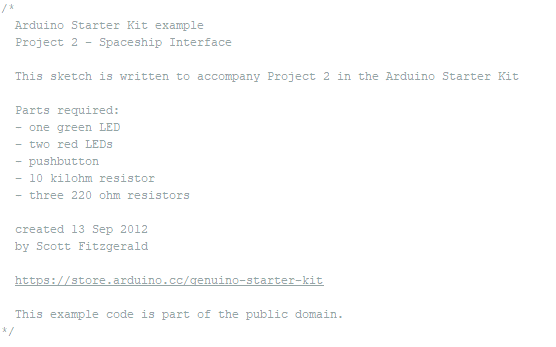 /*
Arduino Starter Kit example
Project 2 - Spaceship Interface
This sketch is written to accompany Project 2 in the Arduino Starter Kit
Parts required:
- one green LED
- two red LEDs
- pushbutton
- 10 kilohm resistor
- three 220 ohm resistors
created 13 Sep 2012
by Scott Fitzgerald
https://store.arduino.cc/genuino-starter-kit
This example code is part of the public domain.
*/